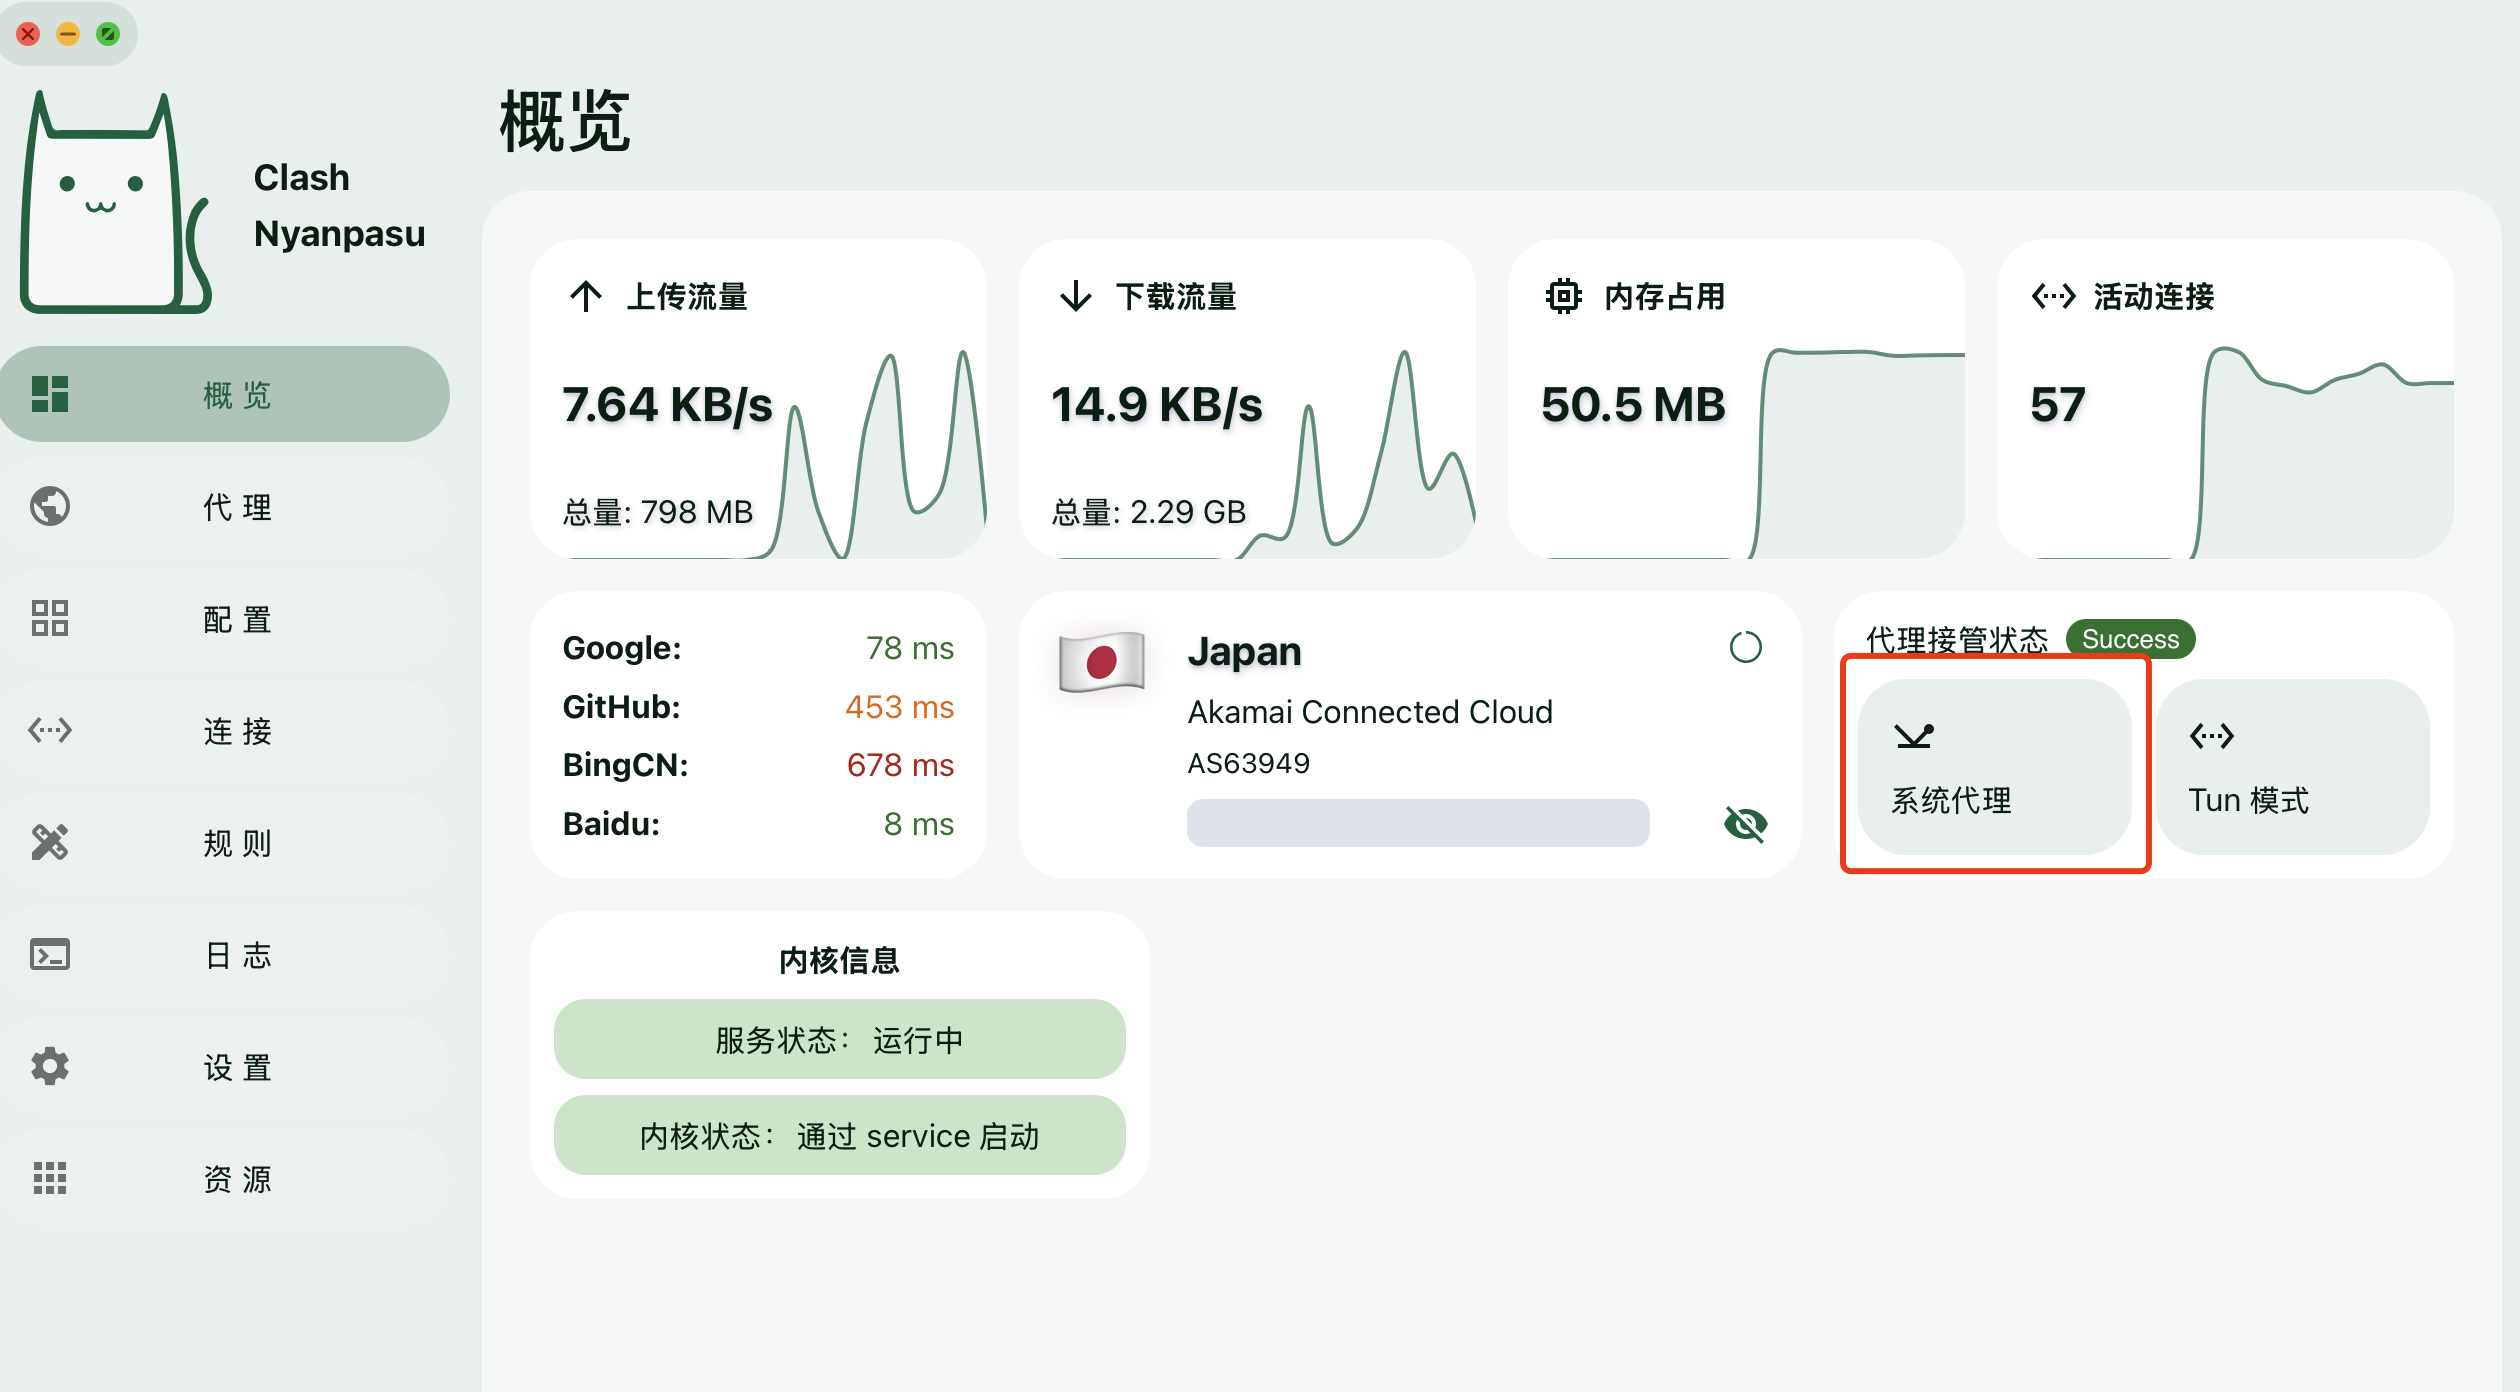 Clash
Nyanpasu
概 览
代 理
配 置
连 接
规 则
日 志
设 置
资 源
概览
上传流量
7.64 KB/s
总量: 798 MB
下载流量
14.9 KB/s
总量: 2.29 GB
内存占用
50.5 MB
活动连接
57
Google: 78 ms
GitHub: 453 ms
BingCN: 678 ms
Baidu: 8 ms
Japan
Akamai Connected Cloud
AS63949
代理接管状态 Success
系统代理
Tun 模式
内核信息
服务状态： 运行中
内核状态： 通过 service 启动